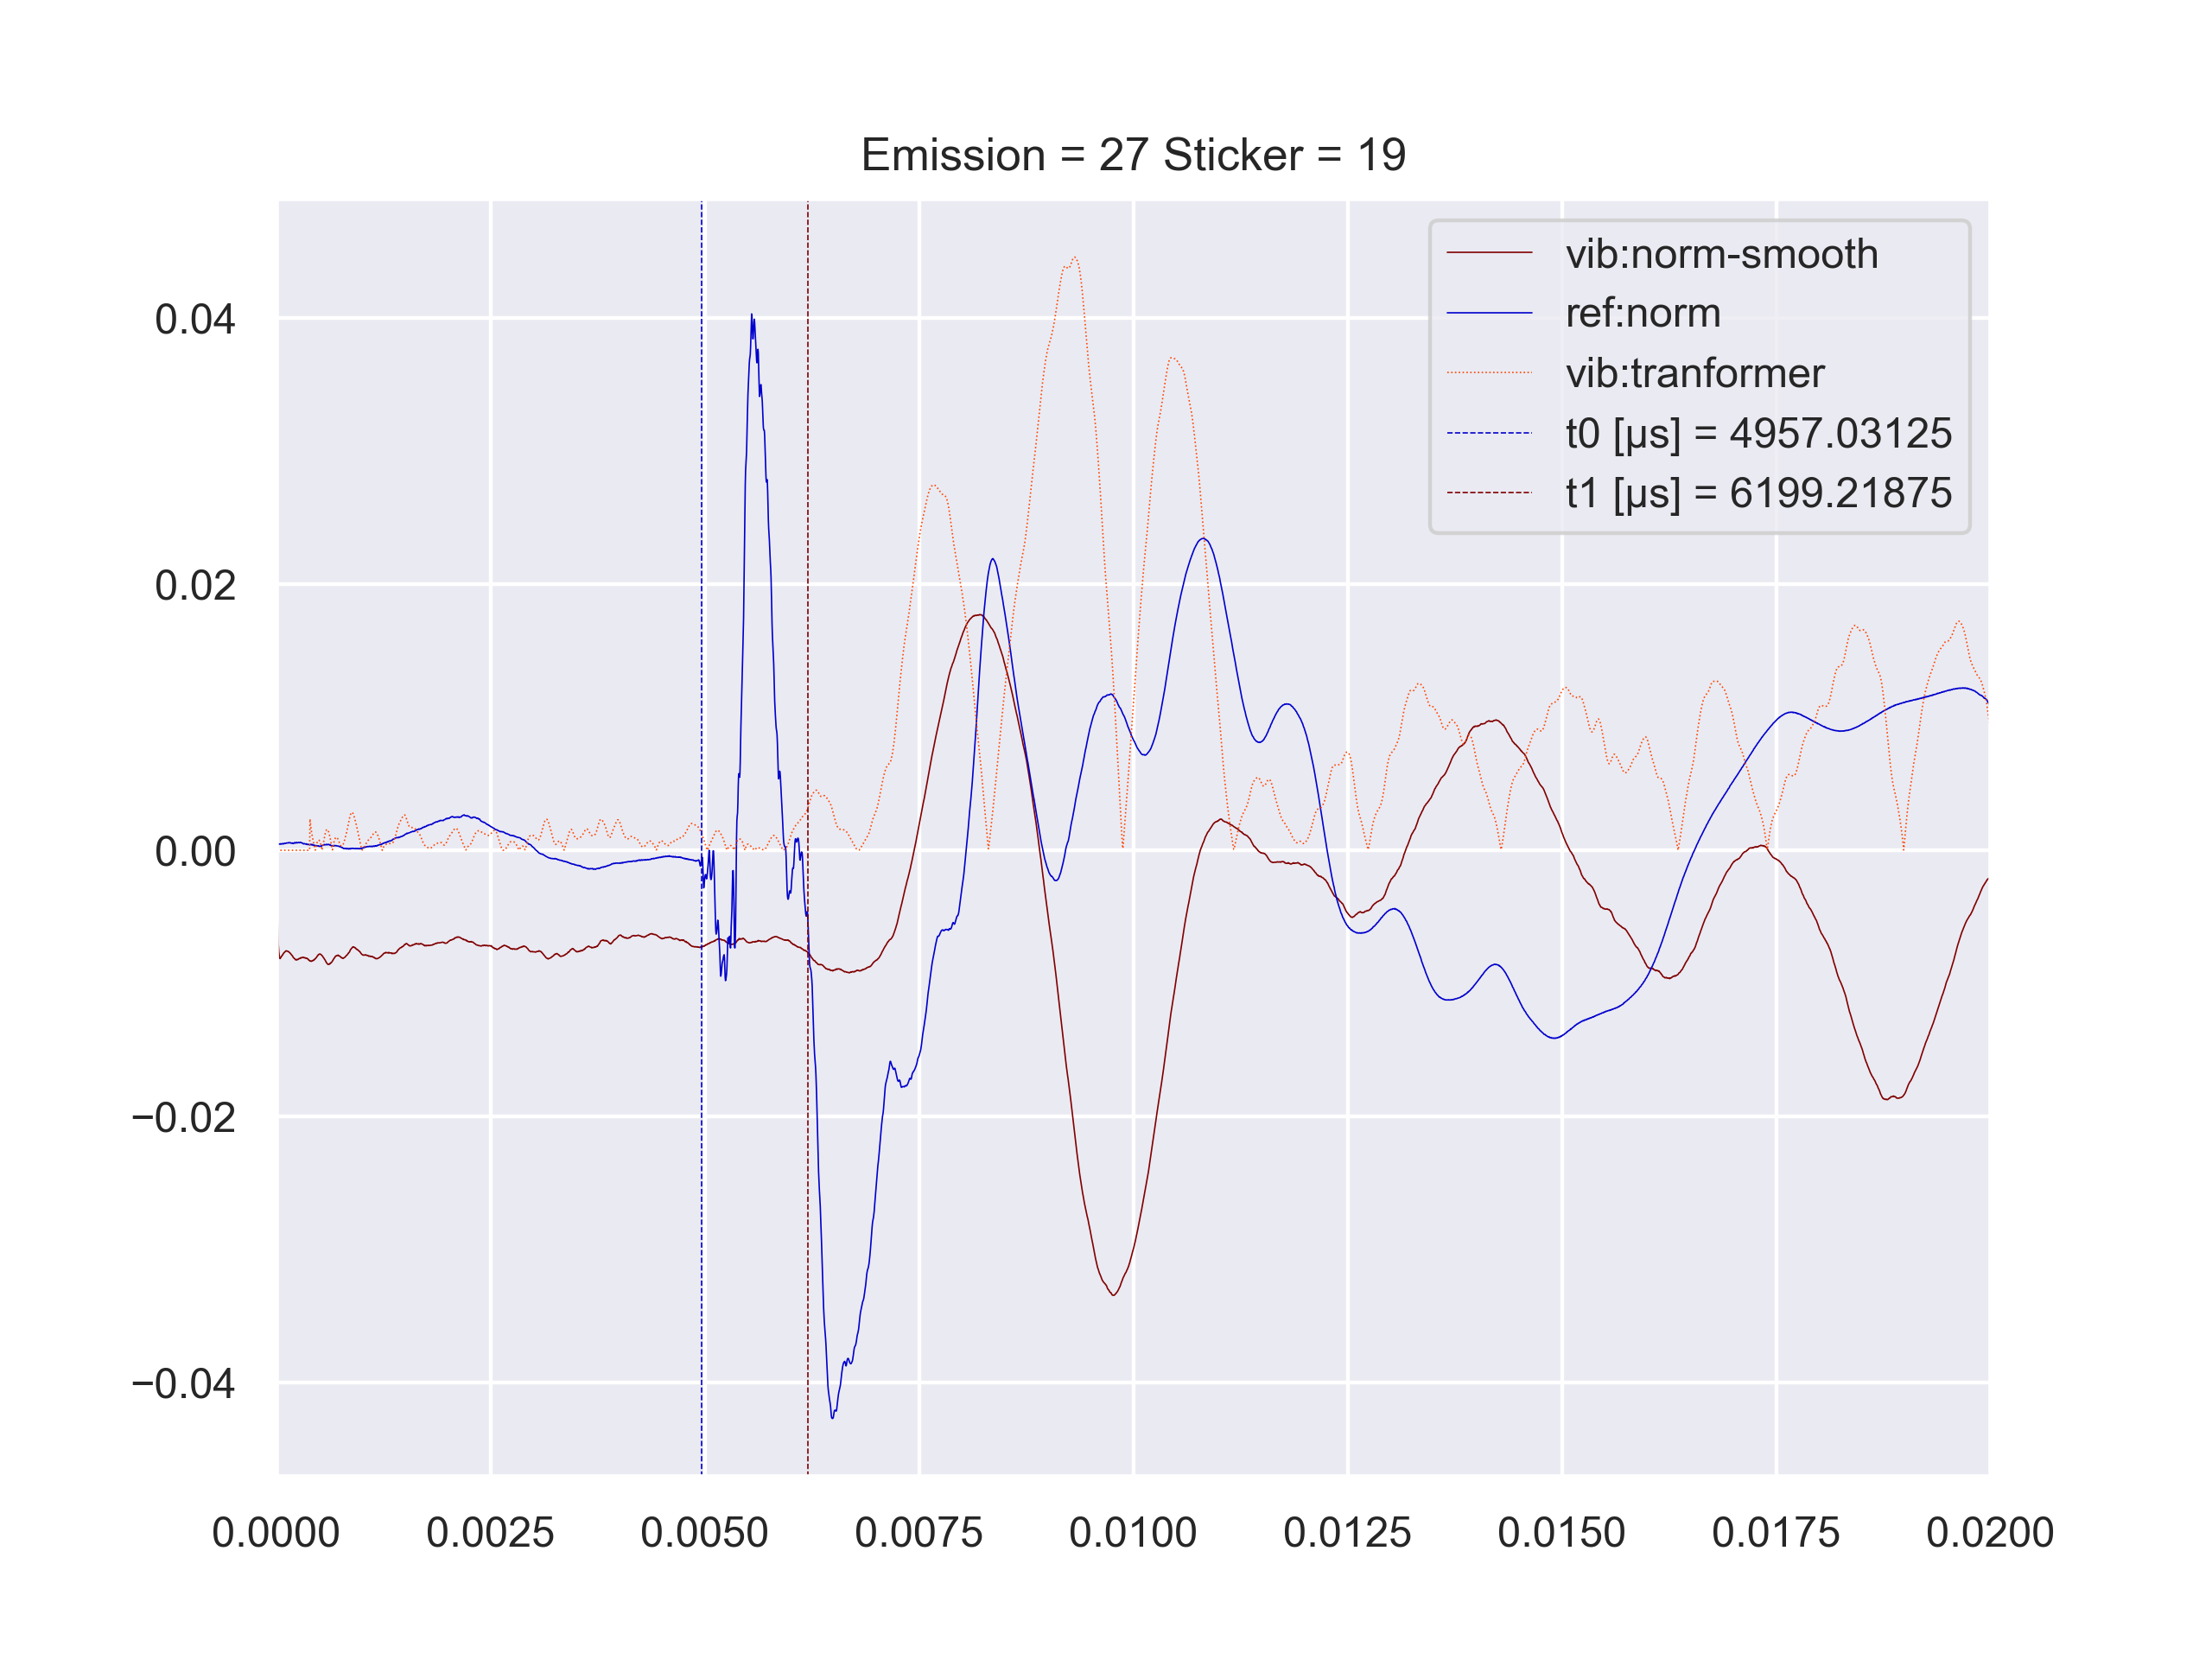 Emission = 27 Sticker = 19
vib:norm-smooth
ref:norm
vib:tranformer
t0 [µs] = 4957.03125
t1 [µs] = 6199.21875
0.04
0.02
0.00
−0.02
−0.04
0.0000 0.0025 0.0050 0.0075 0.0100 0.0125 0.0150 0.0175 0.0200